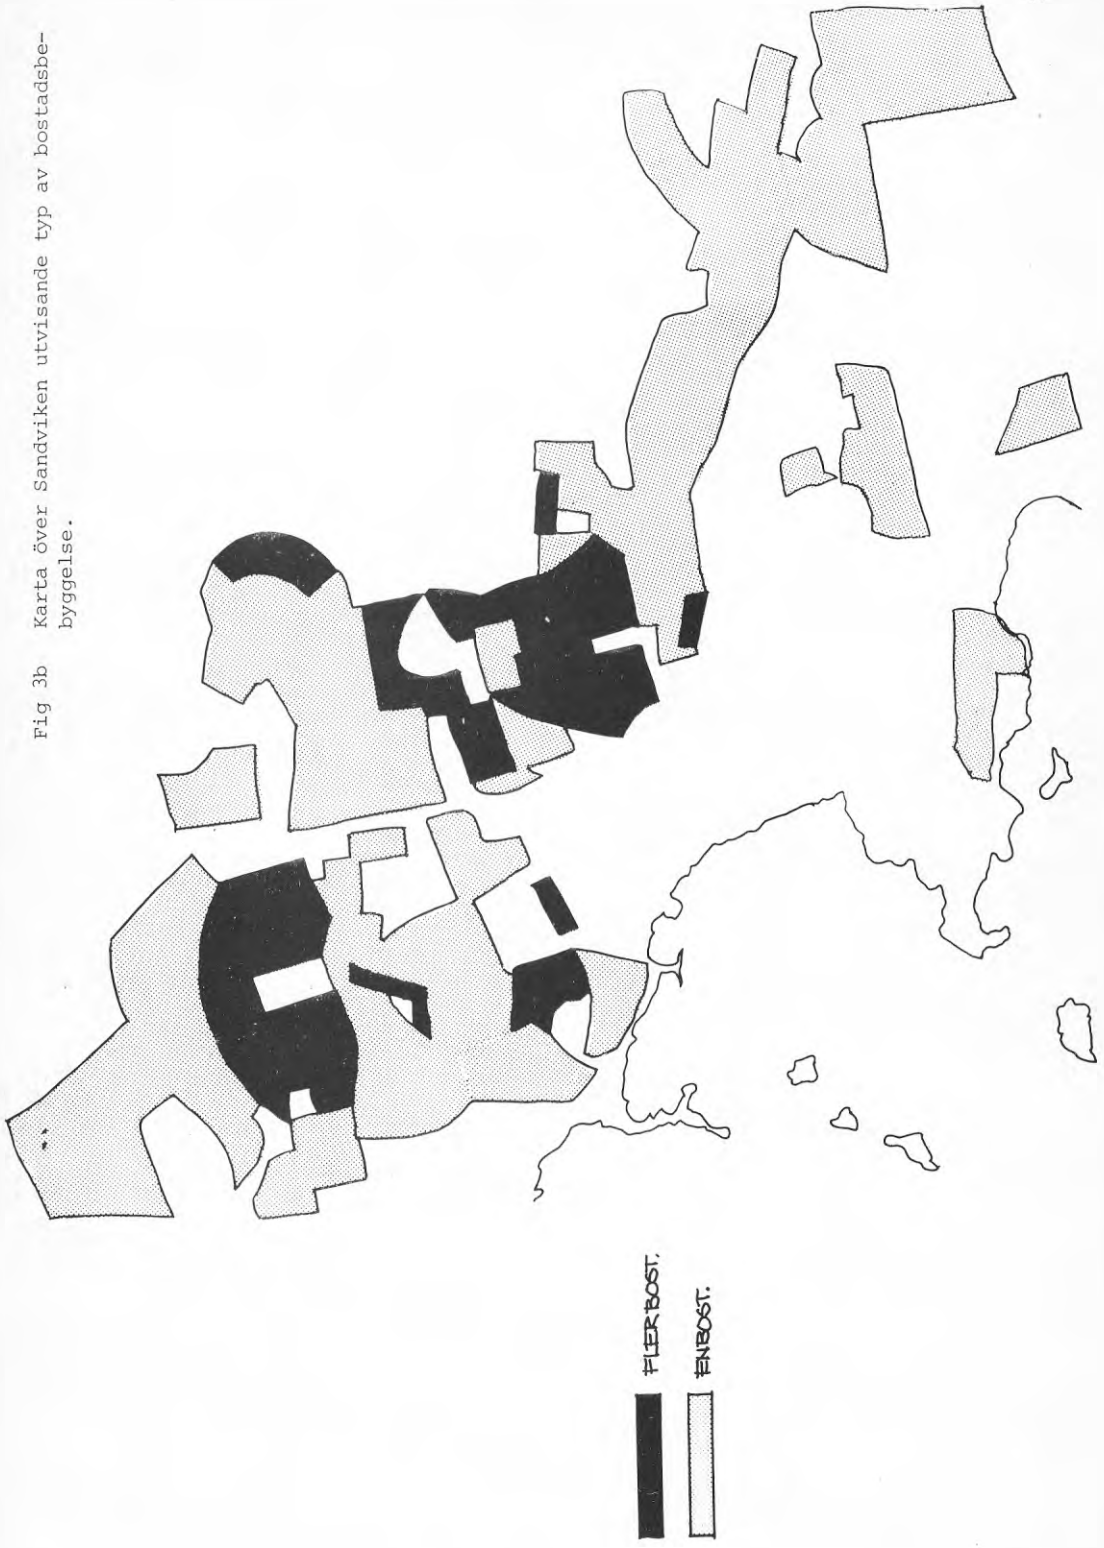 Fig 3b Karta över Sandviken utvisande typ av bostadsbe-
byggelse.
FLERBOST.
ENBOST.